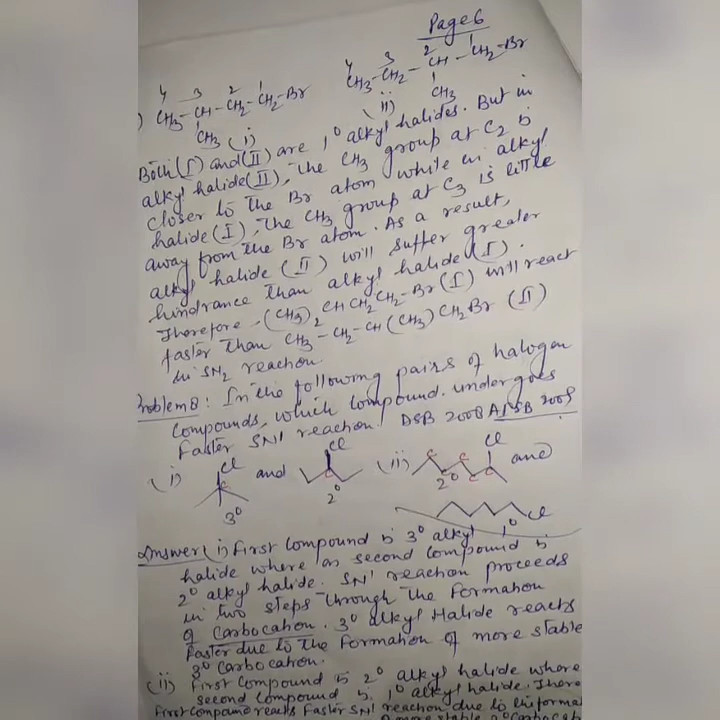 Page 6
4 3 2 1
CH3-CH-CH2-CH2-Br
CH3
(i)
4 3 2 1
CH3-CH2-CH-CH2-Br
CH3
(ii)
Both (I) and (II) are 1° alkyl halides. But in
alkyl halide (II), the CH3 group at C2 is
closer to the Br atom while in alkyl
halide (I), the CH3 group at C3 is little
away from the Br atom. As a result,
alkyl halide (II) will suffer greater
hindrance than alkyl halide (I).
Therefore, (CH3)2CHCH2CH2-Br (I) will react
faster than CH3-CH2-CH(CH3)CH2Br (II)
in SN2 reaction.
Problem 8: In the following pairs of halogen
compounds, which compound undergoes
Faster SN1 reaction? DSB 2008 AISB 2009
(i) Cl C 3° and Cl 2° (ii) C C C C Cl 2° and
Cl 1°
Answer (i) First compound is 3° alkyl
halide where as second compound is
2° alkyl halide. SN1 reaction proceeds
in two steps through the Formation
of Carbocation. 3° alkyl Halide reacts
Faster due to the Formation of more stable
3° carbocation.
(ii) First compound is 2° alkyl halide where
second compound is 1° alkyl halide. There
First compound reacts Faster SN1 reaction due to
more stable 2°